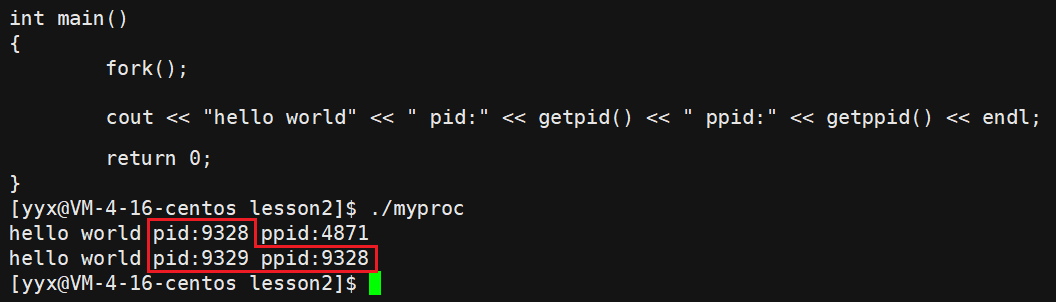 int main()
{
        fork();
        cout << "hello world" << " pid:" << getpid() << " ppid:" << getppid() << endl;
        return 0;
}
[yyx@VM-4-16-centos lesson2]$ ./myproc
hello world pid:9328 ppid:4871
hello world pid:9329 ppid:9328
[yyx@VM-4-16-centos lesson2]$